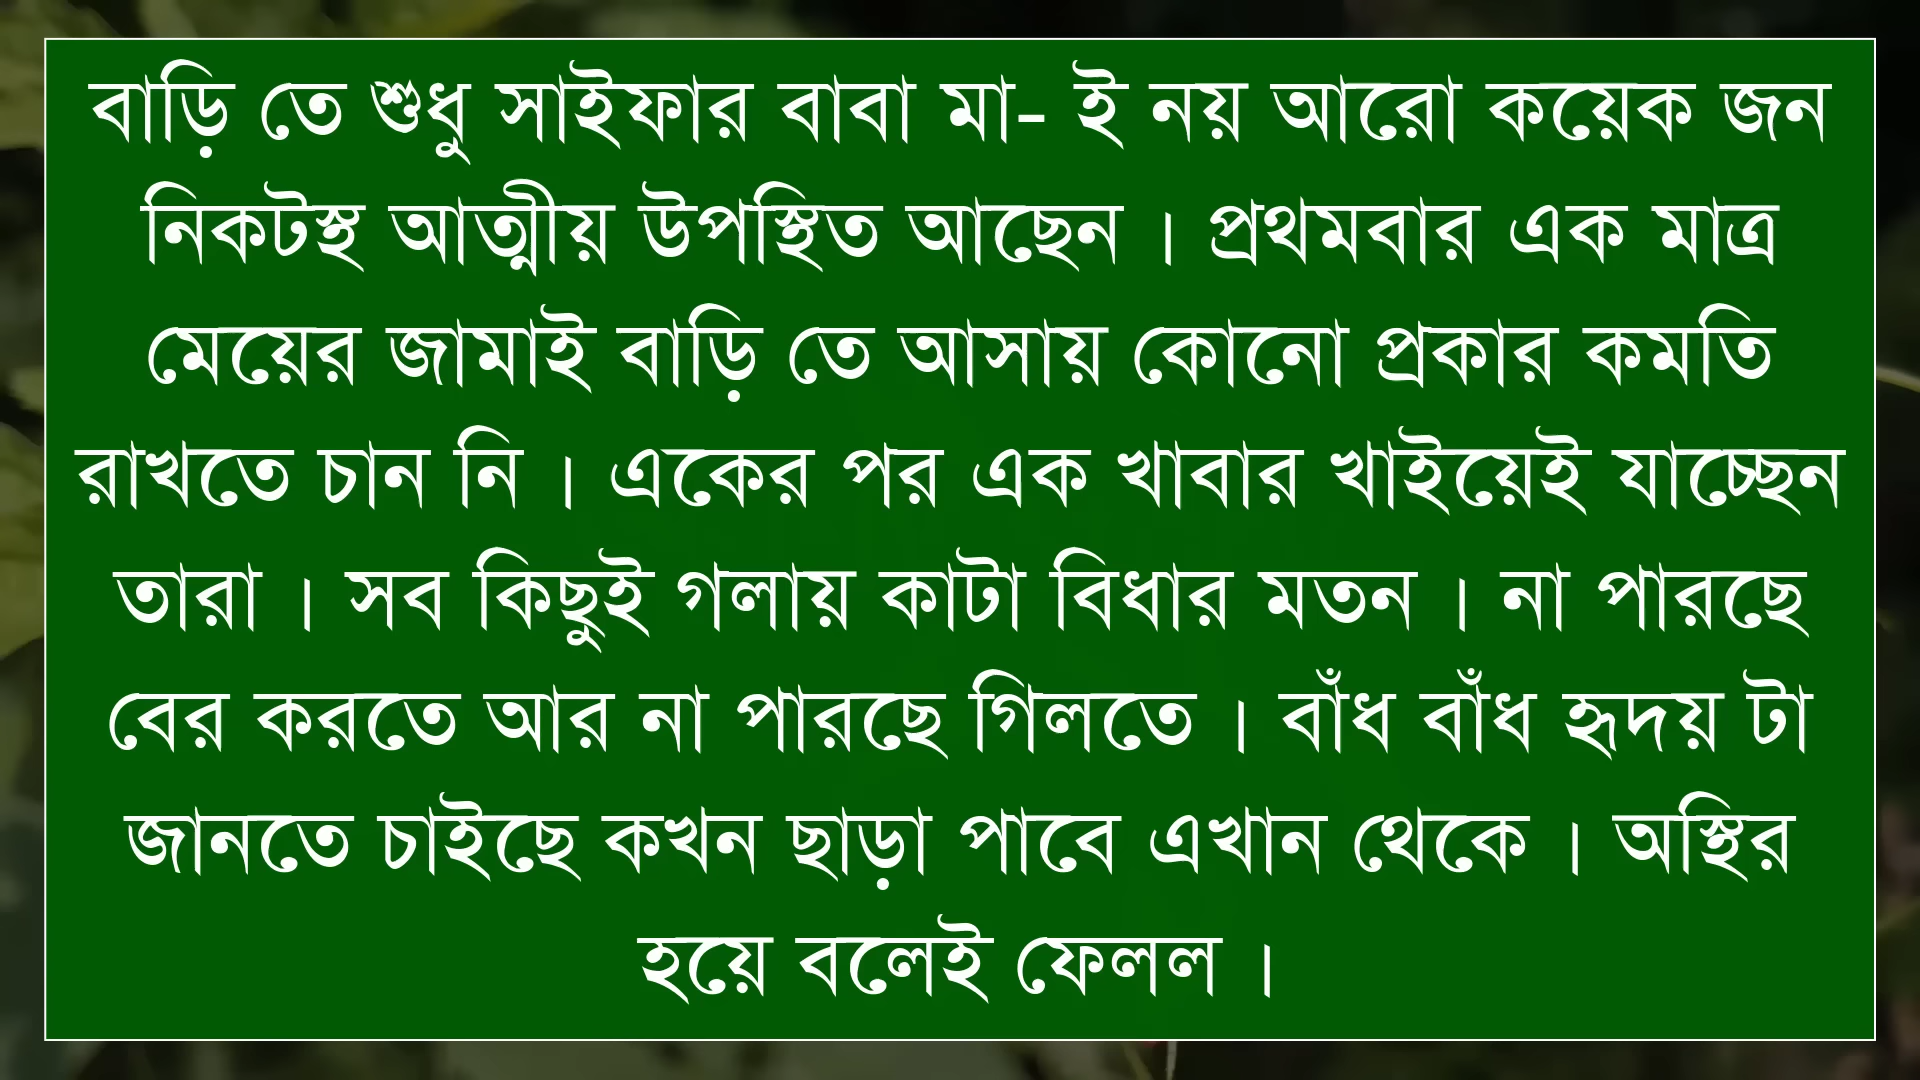 বাড়ি তে শুধু সাইফার বাবা মা- ই নয় আরো কয়েক জন
নিকটস্থ আত্মীয় উপস্থিত আছেন । প্রথমবার এক মাত্র
মেয়ের জামাই বাড়ি তে আসায় কোনো প্রকার কমতি
রাখতে চান নি । একের পর এক খাবার খাইয়েই যাচ্ছেন
তারা । সব কিছুই গলায় কাটা বিধার মতন । না পারছে
বের করতে আর না পারছে গিলতে । বাঁধ বাঁধ হৃদয় টা
জানতে চাইছে কখন ছাড়া পাবে এখান থেকে । অস্থির
হয়ে বলেই ফেলল ।